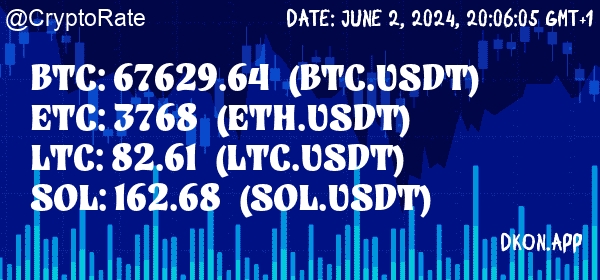 @CryptoRate
DATE: JUNE 2, 2024, 20:06:05 GMT+1
BTC: 67629.64 (BTC.USDT)
ETC: 3768 (ETH.USDT)
LTC: 82.61 (LTC.USDT)
SOL: 162.68 (SOL.USDT)
DKON.APP